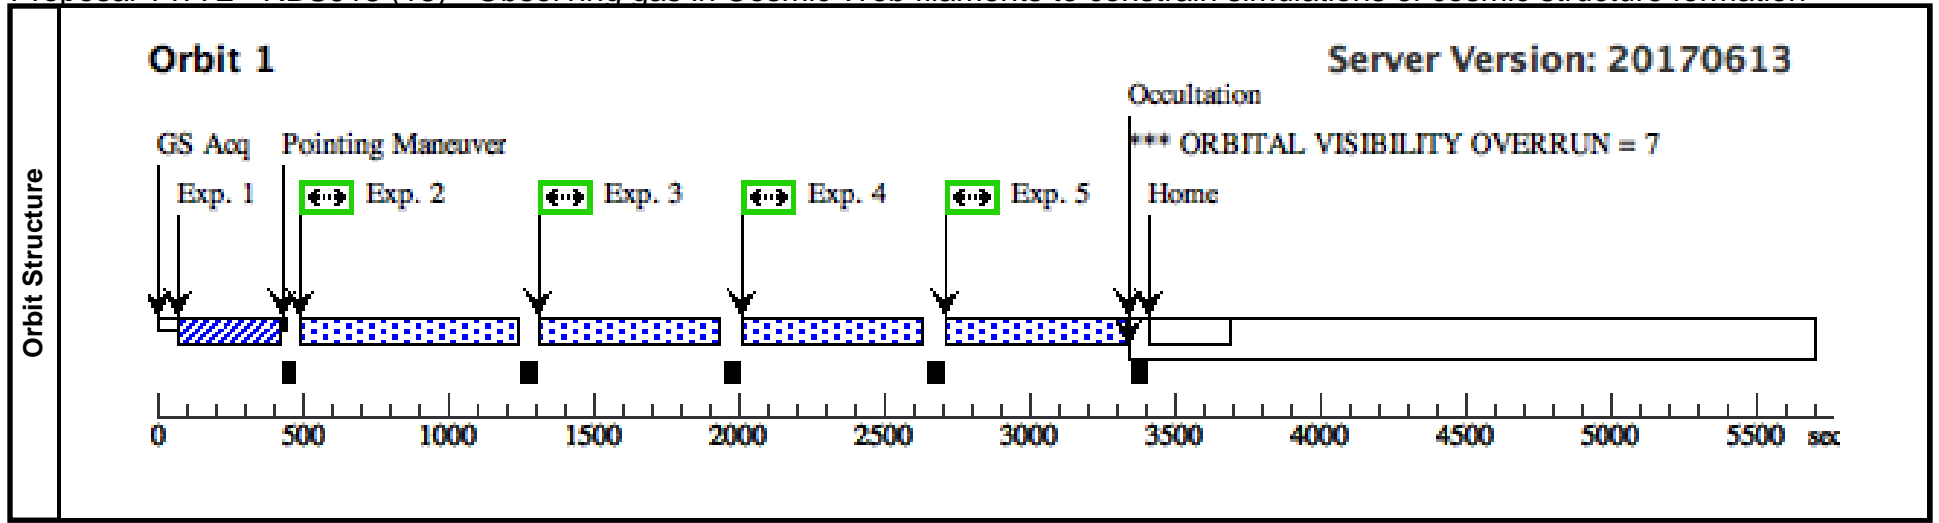 Orbit Structure
Orbit 1
Server Version: 20170613
Occultation
GS Acq
Pointing Maneuver
*** ORBITAL VISIBILITY OVERRUN = 7
Exp. 1
Exp. 2
Exp. 3
Exp. 4
Exp. 5
Home
0 500 1000 1500 2000 2500 3000 3500 4000 4500 5000 5500 sec